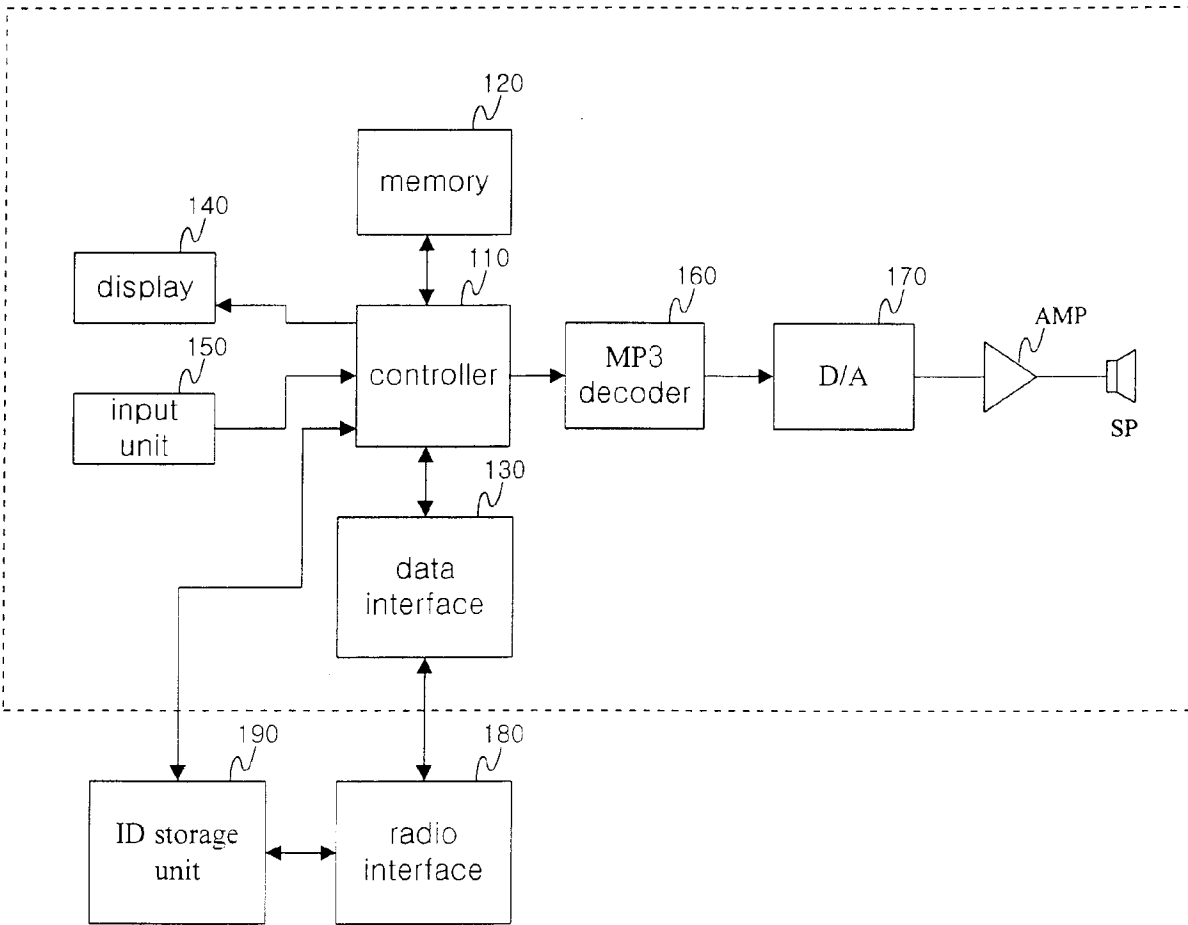 120
memory
140
display
110
controller
150
input
unit
160
MP3
decoder
170
D/A
AMP
SP
130
data
interface
190
ID storage
unit
180
radio
interface